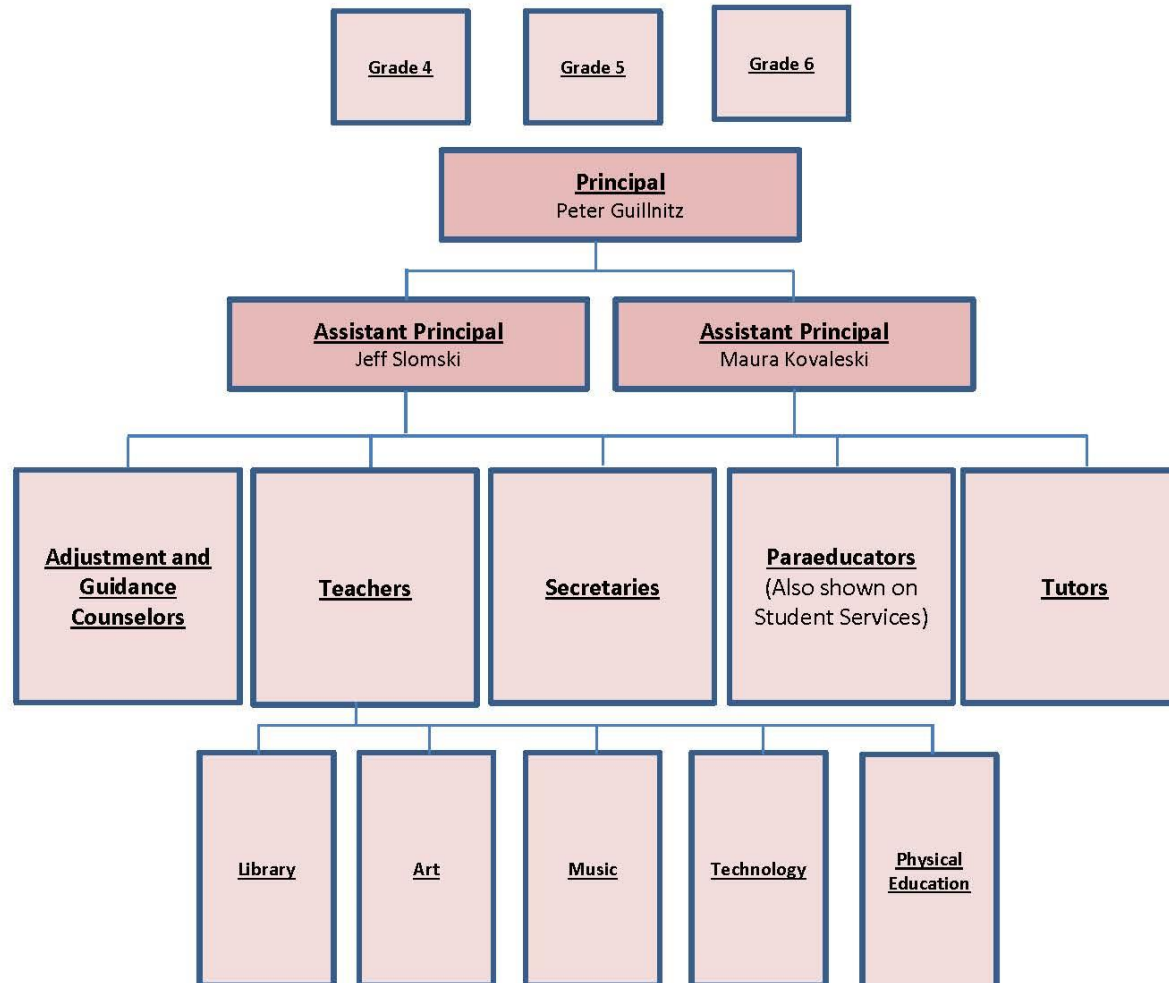 Grade 4
Grade 5
Grade 6
Principal
Peter Guillnitz
Assistant Principal
Jeff Slomski
Assistant Principal
Maura Kovaleski
Adjustment and
Guidance
Counselors
Teachers
Secretaries
Paraeducators
(Also shown on
Student Services)
Tutors
Library
Art
Music
Technology
Physical
Education